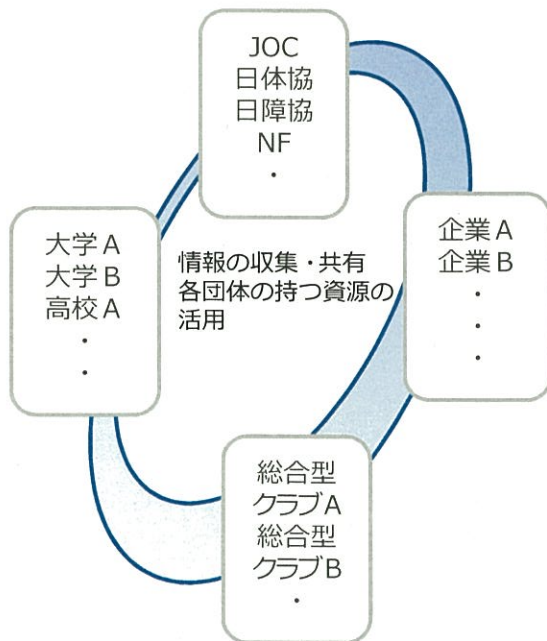 JOC
日体協
日障協
NF
・
大学A
大学B
高校A
・
・
情報の収集・共有
各団体の持つ資源の
活用
企業A
企業B
・
・
・
総合型
クラブA
総合型
クラブB
・